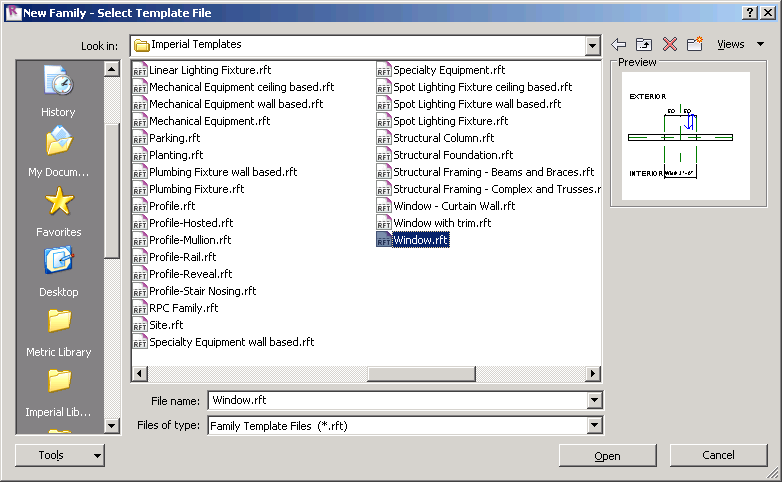 New Family - Select Template File
Look in:
Imperial Templates
Views
History
My Docum...
Favorites
Desktop
Metric Library
Imperial Lib...
Linear Lighting Fixture.rft
Mechanical Equipment ceiling based.rft
Mechanical Equipment wall based.rft
Mechanical Equipment.rft
Parking.rft
Planting.rft
Plumbing Fixture wall based.rft
Plumbing Fixture.rft
Profile.rft
Profile-Hosted.rft
Profile-Mullion.rft
Profile-Rail.rft
Profile-Reveal.rft
Profile-Stair Nosing.rft
RPC Family.rft
Site.rft
Specialty Equipment wall based.rft
Specialty Equipment.rft
Spot Lighting Fixture ceiling based.rft
Spot Lighting Fixture wall based.rft
Spot Lighting Fixture.rft
Structural Column.rft
Structural Foundation.rft
Structural Framing - Beams and Braces.rft
Structural Framing - Complex and Trusses.r
Window - Curtain Wall.rft
Window with trim.rft
Window.rft
Preview
EXTERIOR
EQ EQ
INTERIOR
File name:
Window.rft
Files of type:
Family Template Files (*.rft)
Tools
Open
Cancel